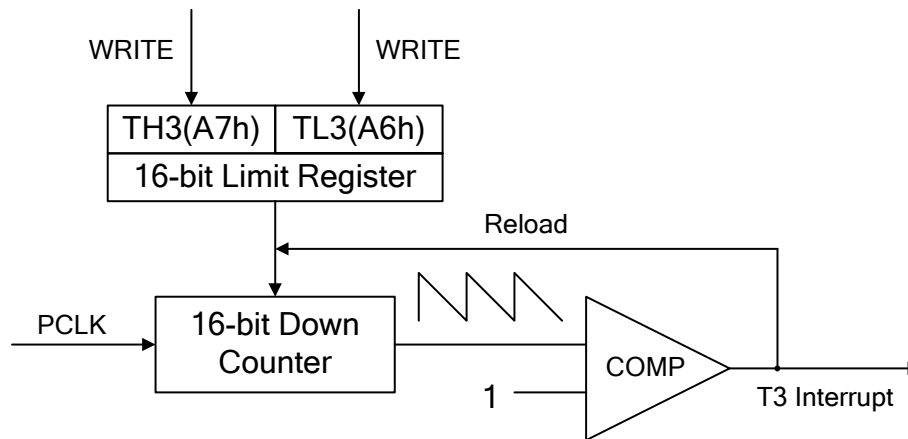 WRITE
WRITE
TH3(A7h)
TL3(A6h)
16-bit Limit Register
Reload
PCLK
16-bit Down
Counter
COMP
1
T3 Interrupt